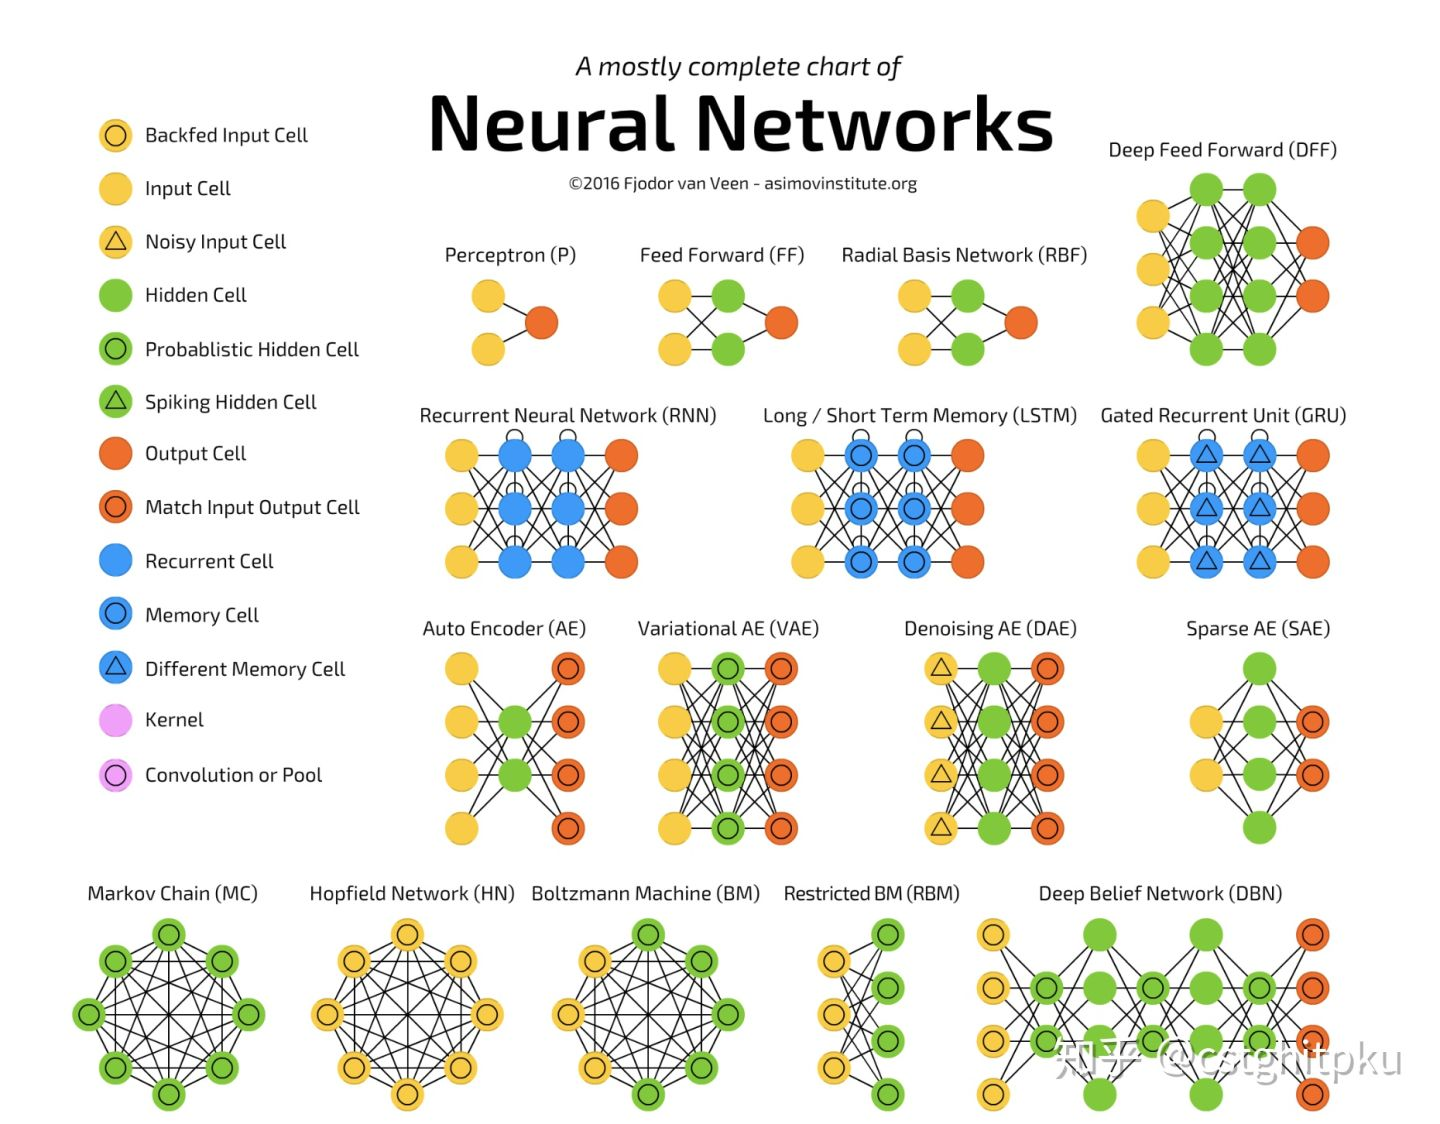 A mostly complete chart of
Neural Networks
©2016 Fjodor van Veen - asimovinstitute.org
Backfed Input Cell
Input Cell
Noisy Input Cell
Hidden Cell
Probablistic Hidden Cell
Spiking Hidden Cell
Output Cell
Match Input Output Cell
Recurrent Cell
Memory Cell
Different Memory Cell
Kernel
Convolution or Pool
Deep Feed Forward (DFF)
Perceptron (P)
Feed Forward (FF)
Radial Basis Network (RBF)
Recurrent Neural Network (RNN)
Long / Short Term Memory (LSTM)
Gated Recurrent Unit (GRU)
Auto Encoder (AE)
Variational AE (VAE)
Denoising AE (DAE)
Sparse AE (SAE)
Markov Chain (MC)
Hopfield Network (HN)
Boltzmann Machine (BM)
Restricted BM (RBM)
Deep Belief Network (DBN)
知乎 @cstghitpku